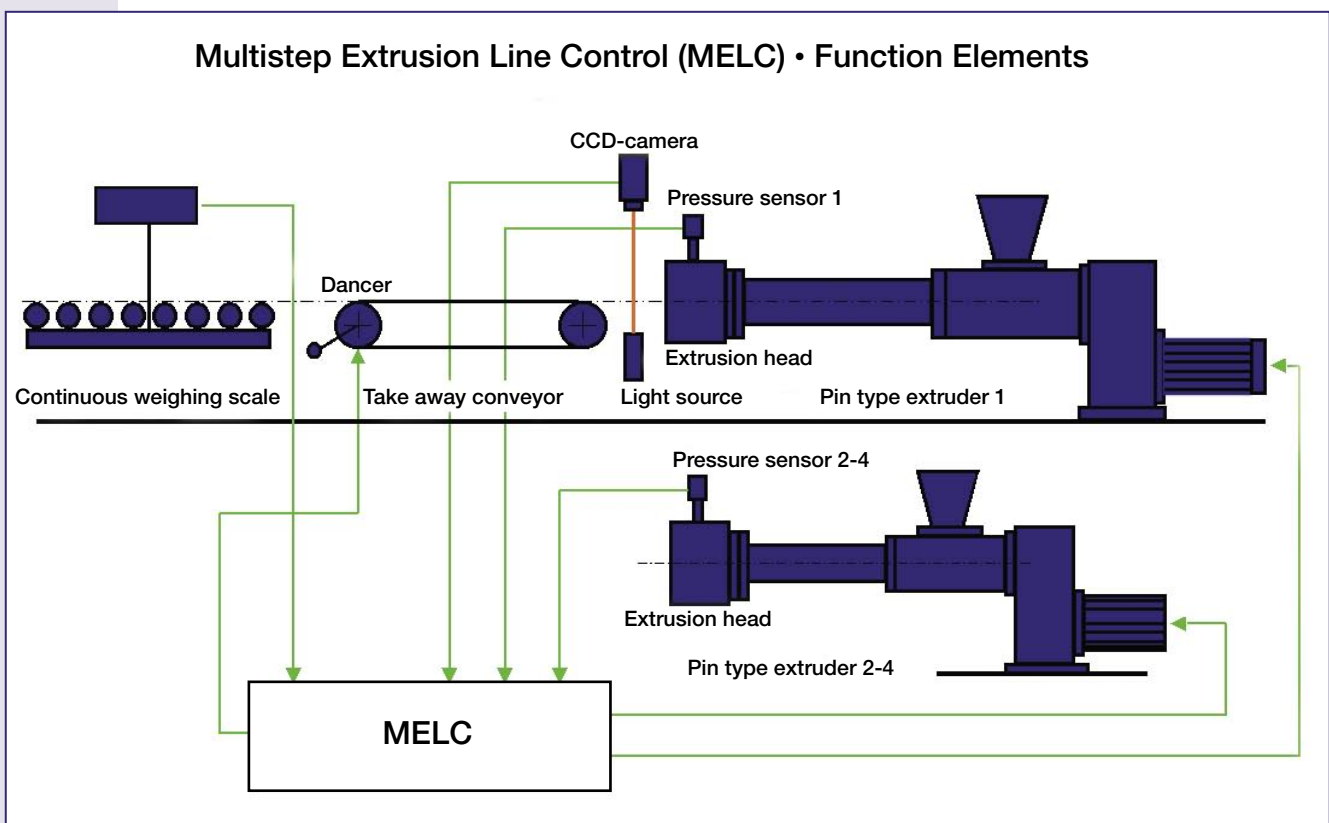 Multistep Extrusion Line Control (MELC) • Function Elements
CCD-camera
Pressure sensor 1
Dancer
Extrusion head
Continuous weighing scale
Take away conveyor
Light source
Pin type extruder 1
Pressure sensor 2-4
Extrusion head
Pin type extruder 2-4
MELC